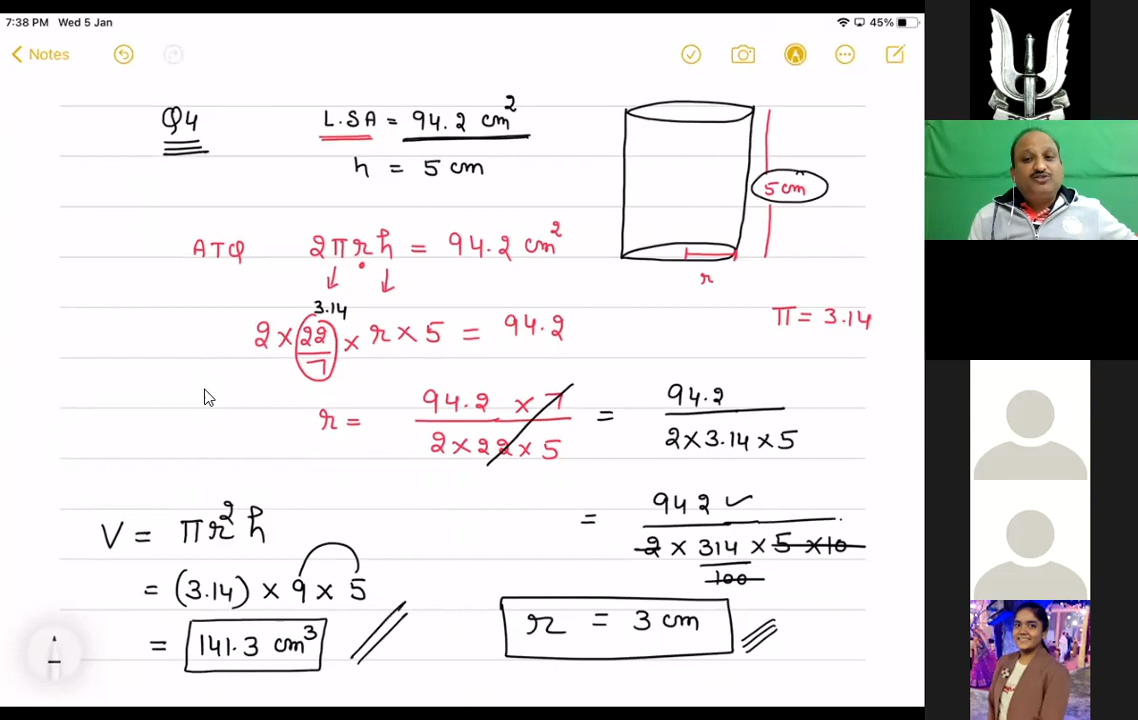 7:38 PM Wed 5 Jan
45%
Notes
Q4
L.SA = 94.2 cm²
h = 5 cm
5 cm
r
ATQ 2πrh = 94.2 cm²
π = 3.14
3.14
2 × 22/7 × r × 5 = 94.2
r = 94.2 × 7 / 2 × 22 × 5 = 94.2 / 2 × 3.14 × 5
= 942 / 2 × 314/100 × 5 × 10
r = 3 cm
V = πr²h
= (3.14) × 9 × 5
= 141.3 cm³